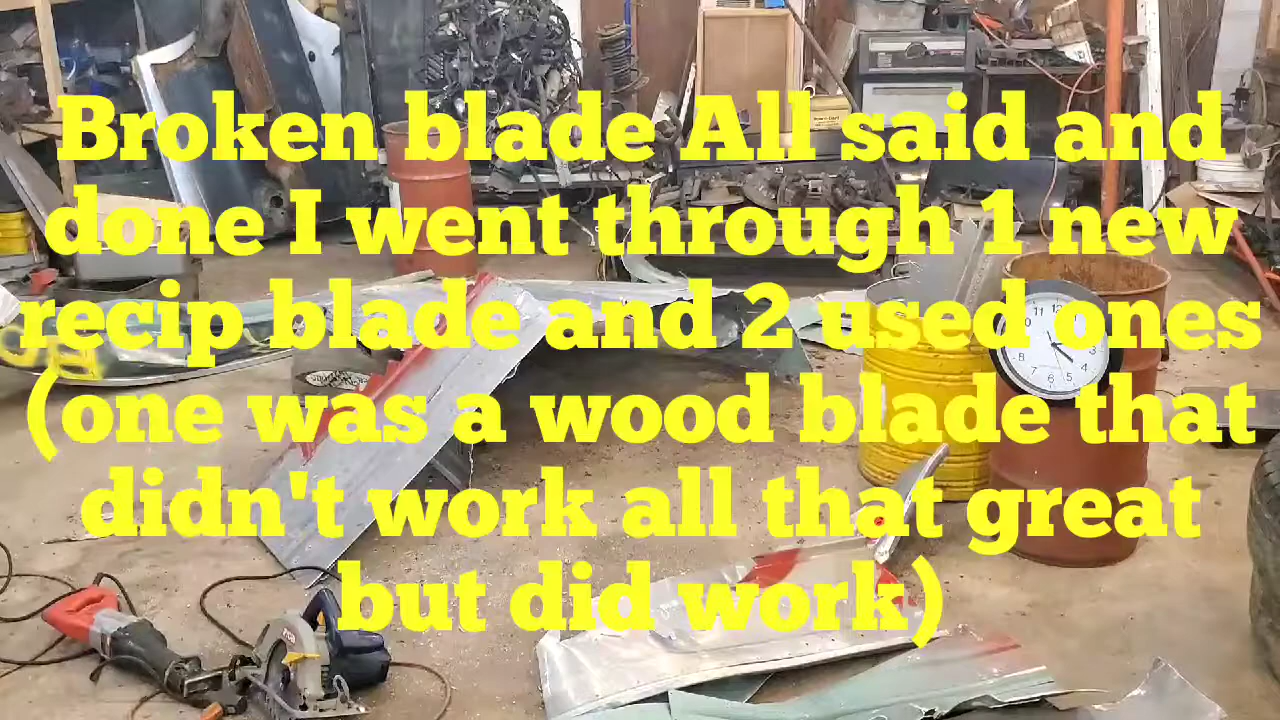 Broken blade All said and
done I went through 1 new
recip blade and 2 used ones
(one was a wood blade that
didn't work all that great
but did work)